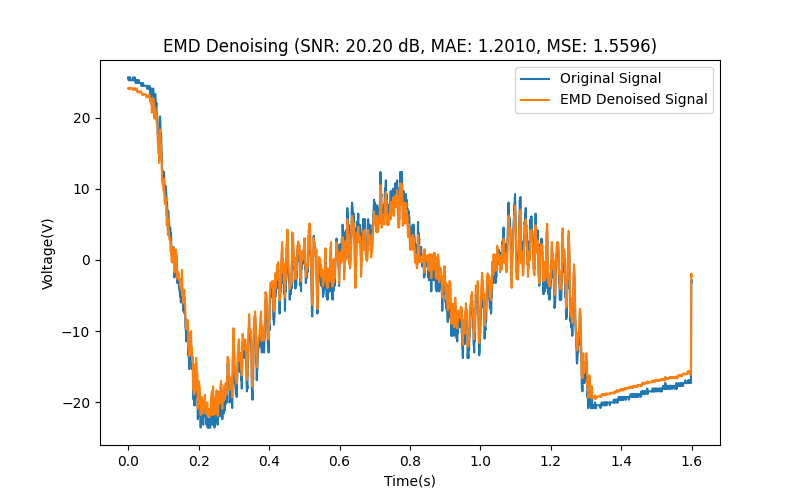 EMD Denoising (SNR: 20.20 dB, MAE: 1.2010, MSE: 1.5596)
Original Signal
EMD Denoised Signal
Voltage(V)
20
10
0
−10
−20
0.0 0.2 0.4 0.6 0.8 1.0 1.2 1.4 1.6
Time(s)